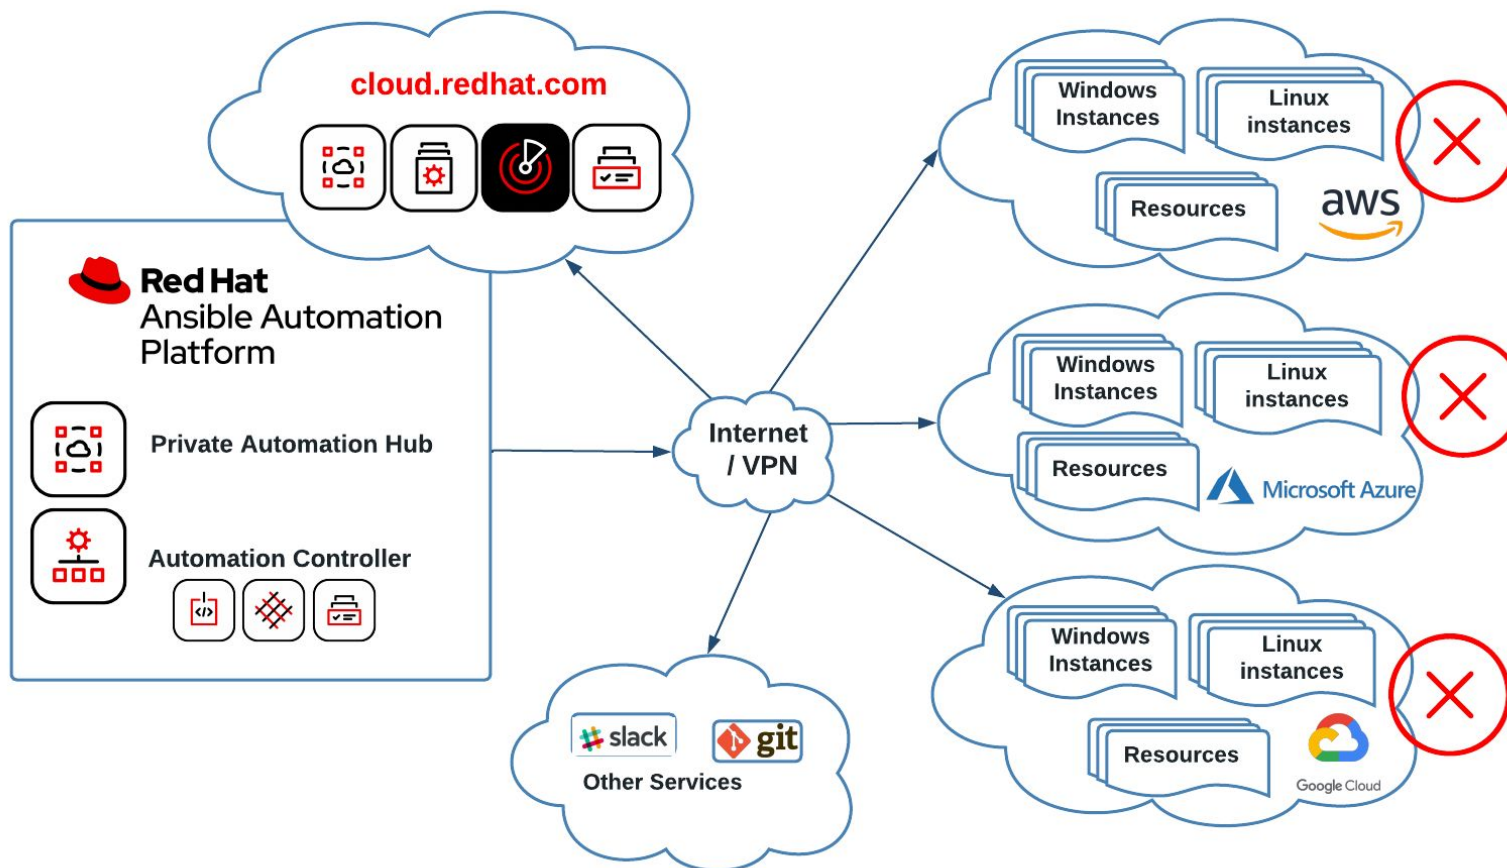 cloud.redhat.com
Red Hat
Ansible Automation
Platform
Private Automation Hub
Automation Controller
</>
Internet
/ VPN
slack
git
Other Services
Windows
Instances
Linux
instances
Resources
aws
Windows
Instances
Linux
instances
Resources
Microsoft Azure
Windows
Instances
Linux
instances
Resources
Google Cloud